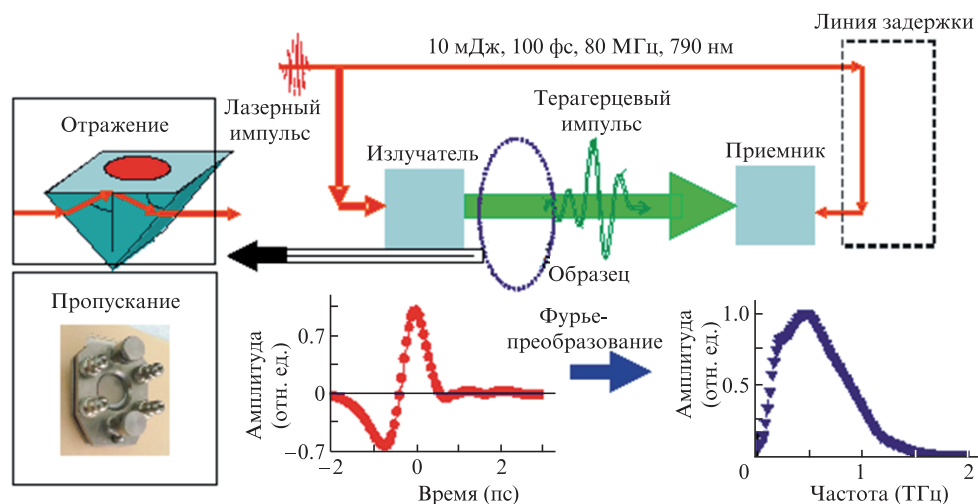 Линия задержки
10 мДж, 100 фс, 80 МГц, 790 нм
Лазерный
импульс
Терагерцевый
импульс
Отражение
Излучатель
Приемник
Образец
Пропускание
Амплитуда
(отн. ед.)
0.7
0
−0.7
−2
0
2
Время (пс)
Фурье-
преобразование
Амплитуда
(отн. ед.)
1.0
0.5
0
1
2
Частота (ТГц)